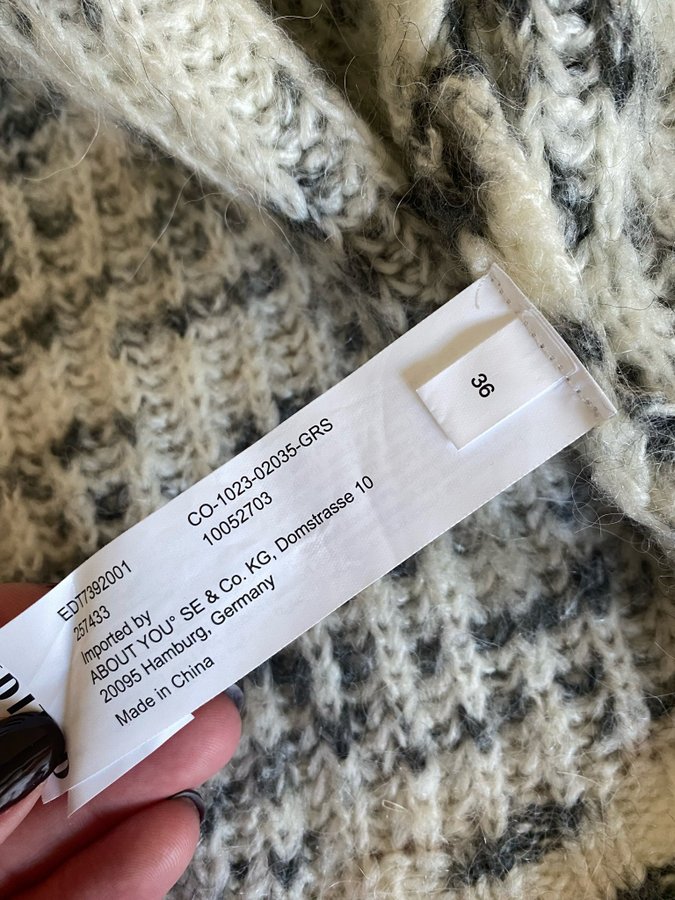 36
CO-1023-02035-GRS
10052703
EDT7392001
257433
Imported by
ABOUT YOU° SE & Co. KG, Domstrasse 10
20095 Hamburg, Germany
Made in China